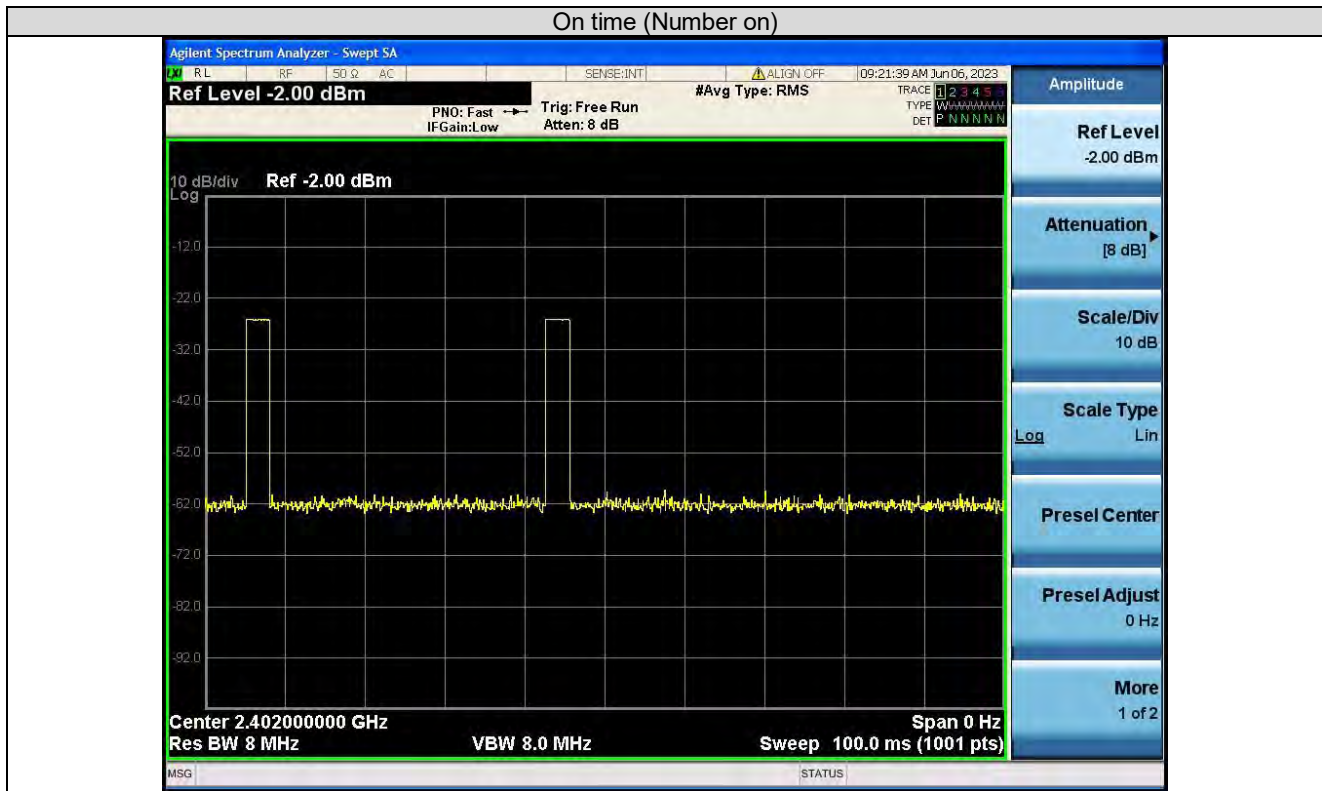 On time (Number on)
Agilent Spectrum Analyzer - Swept SA
LXI RL RF 50 Ω AC SENSE:INT ALIGN OFF 09:21:39 AM Jun 06, 2023
Ref Level -2.00 dBm
#Avg Type: RMS
TRACE 1 2 3 4 5 6
PNO: Fast
Trig: Free Run
TYPE W
IFGain:Low
Atten: 8 dB
DET P N N N N N
10 dB/div Ref -2.00 dBm
Log
-12.0
-22.0
-32.0
-42.0
-52.0
-62.0
-72.0
-82.0
-92.0
Center 2.402000000 GHz
Span 0 Hz
Res BW 8 MHz
VBW 8.0 MHz
Sweep 100.0 ms (1001 pts)
MSG
STATUS
Amplitude
Ref Level
-2.00 dBm
Attenuation
[8 dB]
Scale/Div
10 dB
Scale Type
Log Lin
Presel Center
Presel Adjust
0 Hz
More
1 of 2